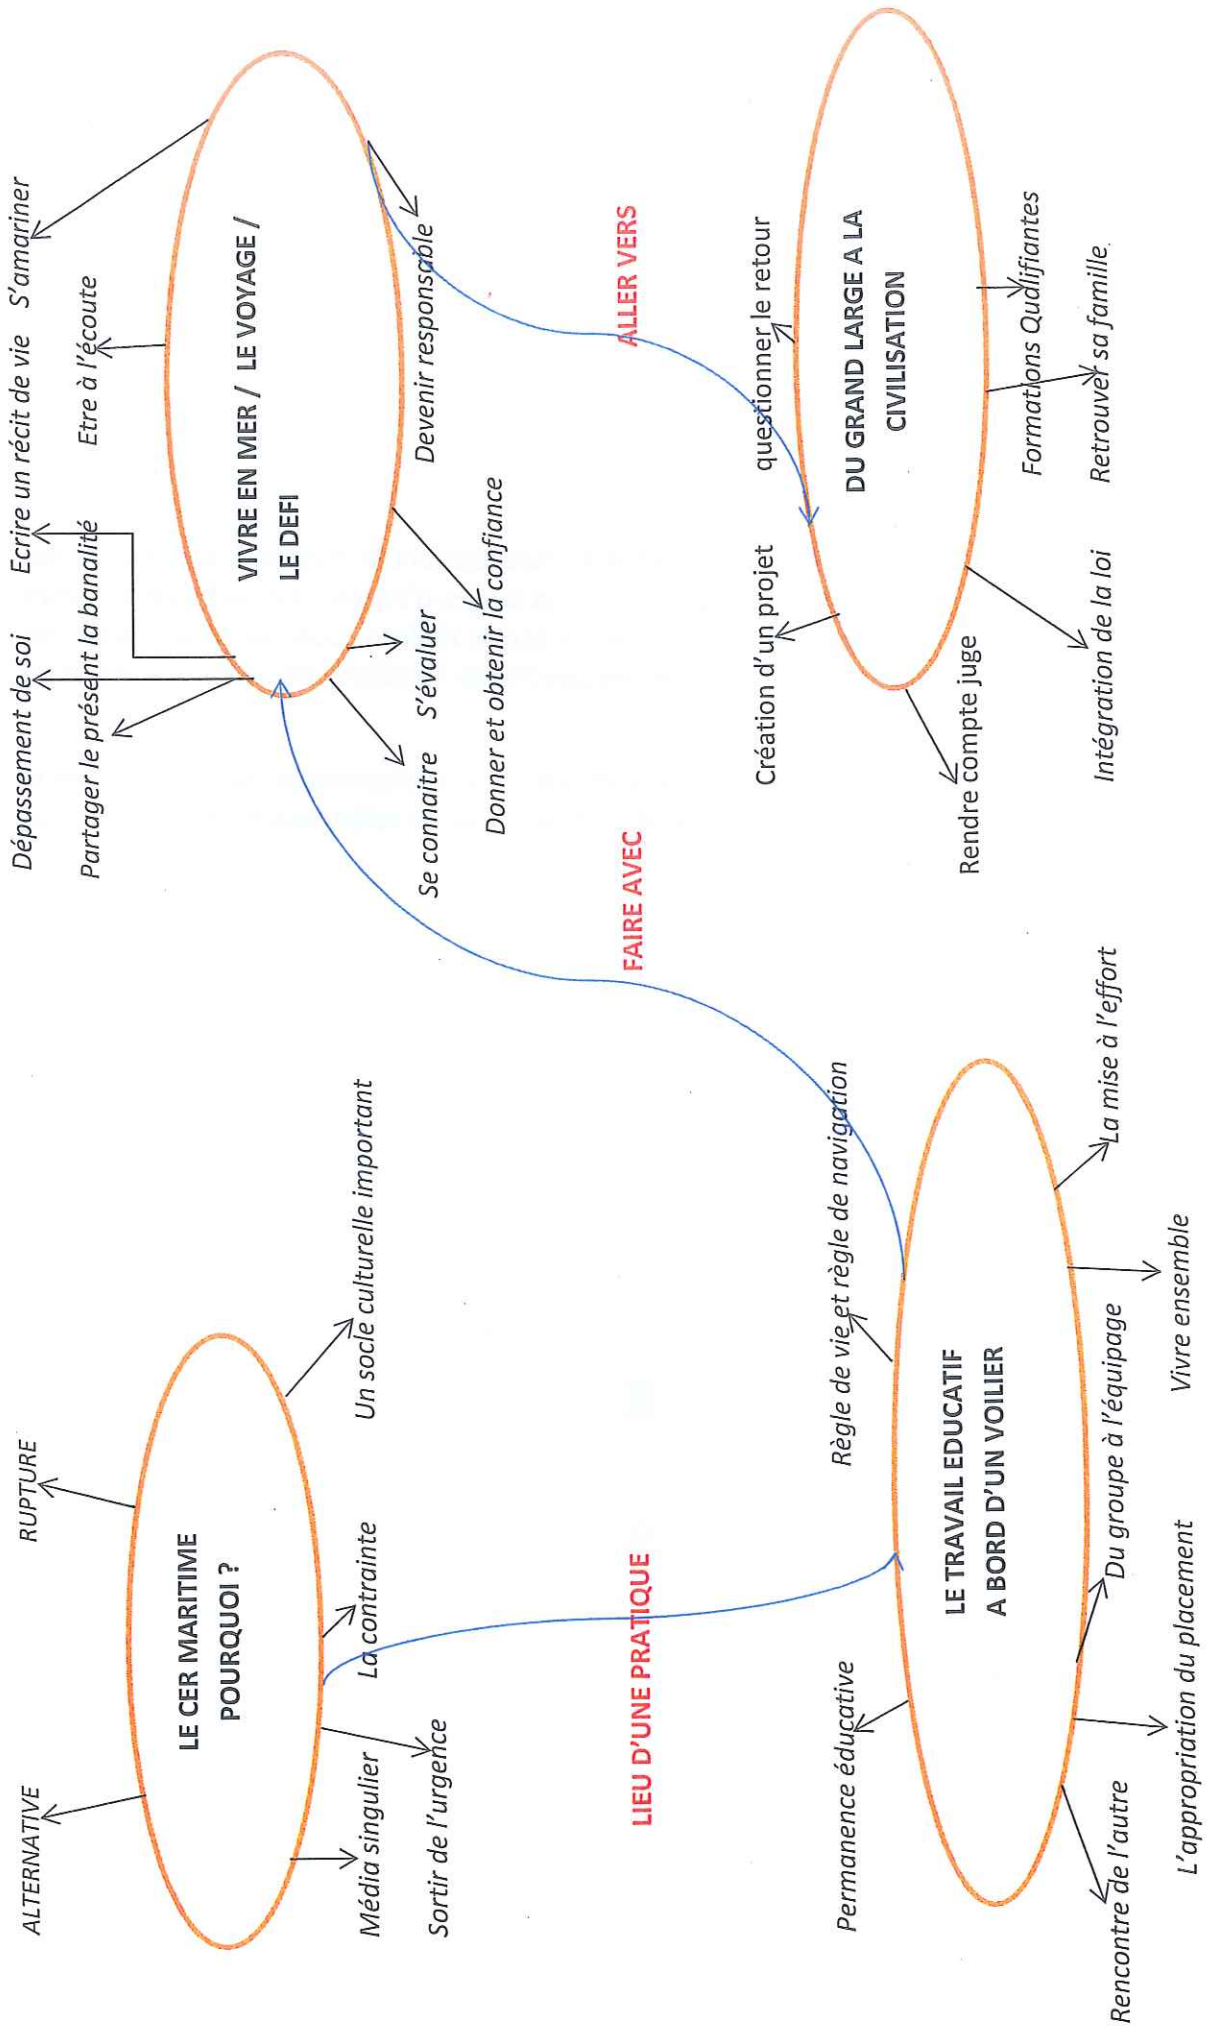 ALTERNATIVE
RUPTURE
LE CER MARITIME
POURQUOI ?
Média singulier
La contrainte
Un socle culturelle important
Sortir de l'urgence
LIEU D'UNE PRATIQUE
Permanence éducative
Règle de vie et règle de navigation
LE TRAVAIL EDUCATIF
A BORD D'UN VOILIER
Rencontre de l'autre
Du groupe à l'équipage
La mise à l'effort
L'appropriation du placement
Vivre ensemble
FAIRE AVEC
Dépassement de soi
Ecrire un récit de vie
S'amariner
Partager le présent la banalité
Etre à l'écoute
VIVRE EN MER / LE VOYAGE /
LE DEFI
Se connaitre
S'évaluer
Devenir responsable
Donner et obtenir la confiance
ALLER VERS
Création d'un projet
questionner le retour
DU GRAND LARGE A LA
CIVILISATION
Rendre compte juge
Formations Qualifiantes
Intégration de la loi
Retrouver sa famille